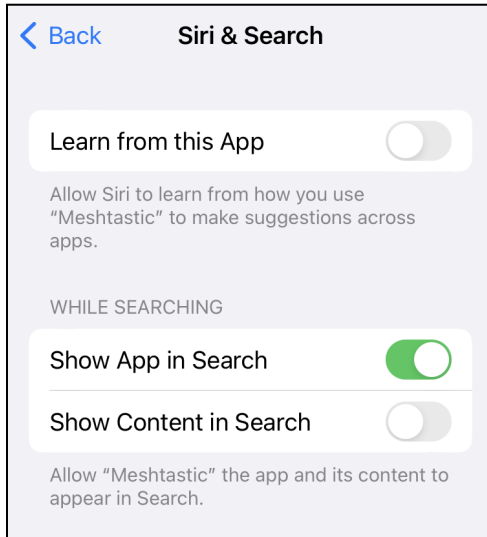 Back
Siri & Search
Learn from this App
Allow Siri to learn from how you use
“Meshtastic” to make suggestions across
apps.
WHILE SEARCHING
Show App in Search
Show Content in Search
Allow “Meshtastic” the app and its content to
appear in Search.